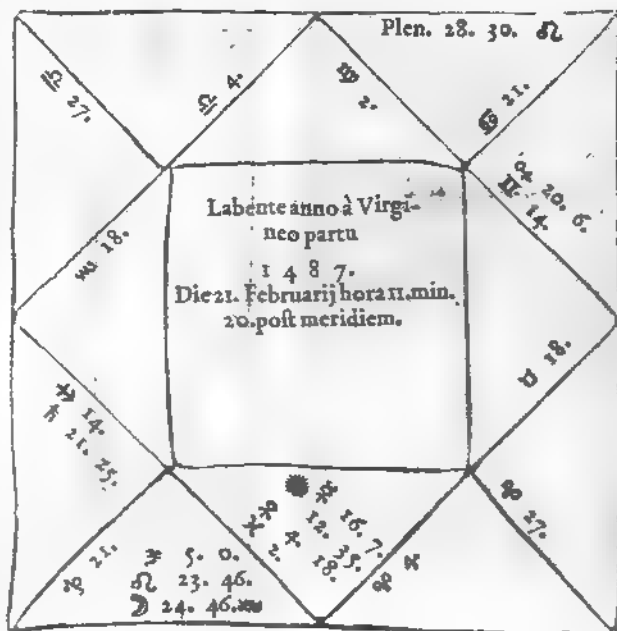 Plen. 28. 30. ♌
♎ 27.
♎ 4.
♍ 2.
♋ 21.
♃ 20. 6.
♊ 14.
♏ 18.
Labente anno à Virgi-
neo partu
1 4 8 7.
Die 21. Februarij hora 11. min.
20. post meridiem.
♉ 18.
♐ 14.
♄ 21. 25.
♈ 27.
♑ 21.
5. 0.
23. 46.
☽ 24. 46. ♒
16. 7.
12. 35.
4. 18.
♓ 2.
♈ 4.